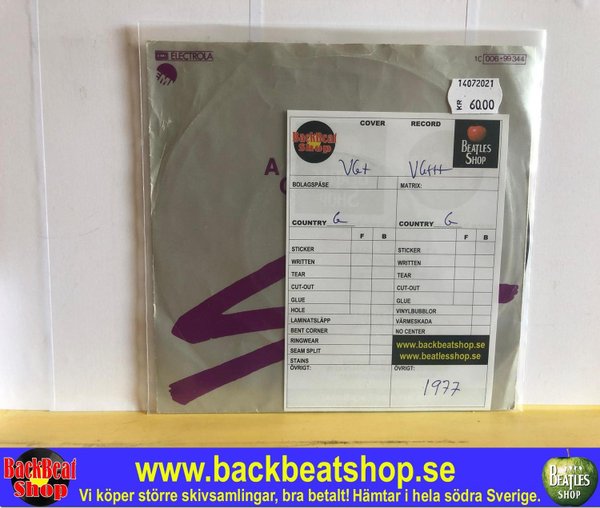 EMI ELECTROLA
1C 006-99 344
EMI
14072021
KR 60.00
BackBeat Shop
COVER RECORD
BEATLES SHOP
VG+ VG++
BOLAGSPÅSE MATRIX:
COUNTRY G COUNTRY G
F B F B
STICKER STICKER:
WRITTEN WRITTEN
TEAR TEAR
CUT-OUT CUT-OUT
GLUE GLUE
HOLE VINYLBUBBLOR
LAMINATSLÄPP VÄRMESKADA
BENT CORNER NO CENTER
RINGWEAR
SEAM SPLIT
STAINS
www.backbeatshop.se
www.beatlesshop.se
ÖVRIGT: ÖVRIGT:
1977
A
BackBeat Shop
www.backbeatshop.se
Vi köper större skivsamlingar, bra betalt! Hämtar i hela södra Sverige.
BEATLES SHOP